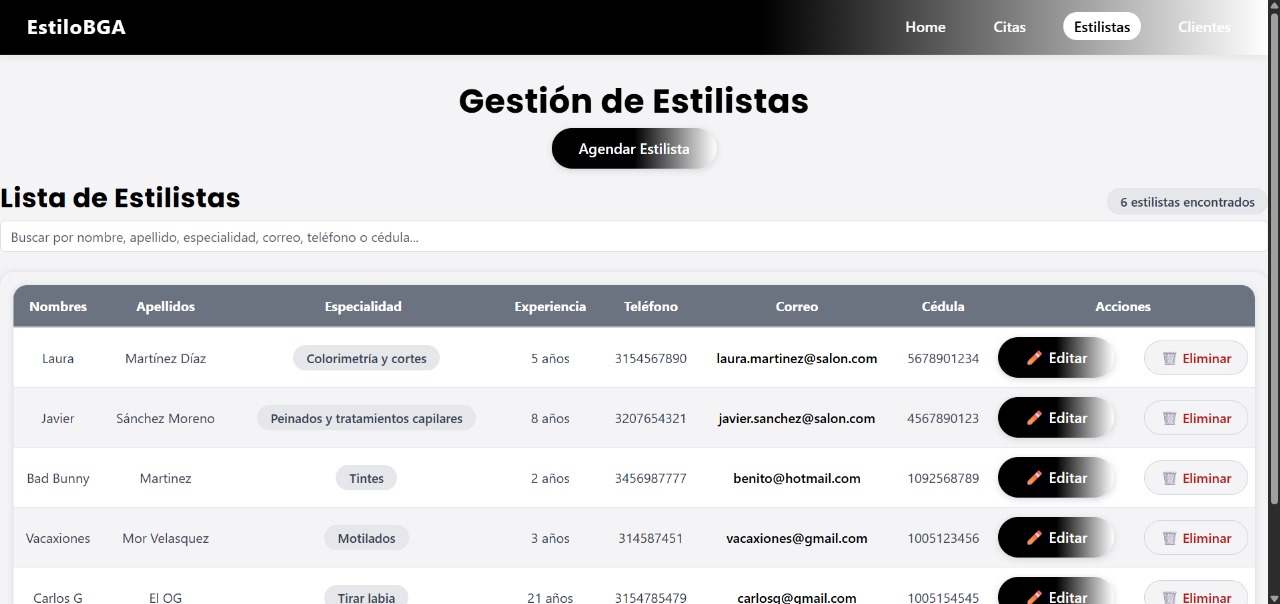 EstiloBGA Home Citas Estilistas Clientes
Gestión de Estilistas
Agendar Estilista
Lista de Estilistas 6 estilistas encontrados
Buscar por nombre, apellido, especialidad, correo, teléfono o cédula...
Nombres Apellidos Especialidad Experiencia Teléfono Correo Cédula Acciones
Laura Martínez Díaz Colorimetría y cortes 5 años 3154567890 laura.martinez@salon.com 5678901234 Editar Eliminar
Javier Sánchez Moreno Peinados y tratamientos capilares 8 años 3207654321 javier.sanchez@salon.com 4567890123 Editar Eliminar
Bad Bunny Martinez Tintes 2 años 3456987777 benito@hotmail.com 1092568789 Editar Eliminar
Vacaxiones Mor Velasquez Motilados 3 años 314587451 vacaxiones@gmail.com 1005123456 Editar Eliminar
Carlos G El OG Tirar labia 21 años 3154785479 carlosg@gmail.com 1005154545 Editar Eliminar